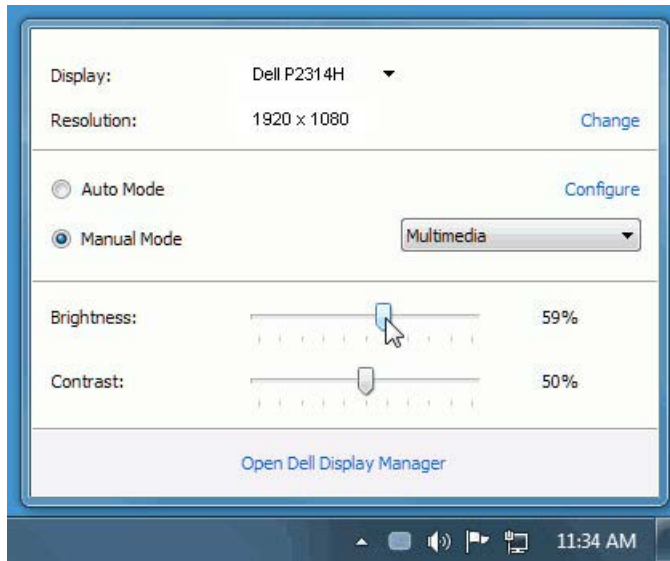 Display: Dell P2314H
Resolution: 1920 x 1080 Change
Auto Mode Configure
Manual Mode Multimedia
Brightness: 59%
Contrast: 50%
Open Dell Display Manager
11:34 AM